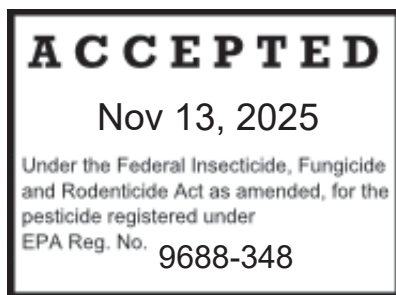 ACCEPTED
Nov 13, 2025
Under the Federal Insecticide, Fungicide
and Rodenticide Act as amended, for the
pesticide registered under
EPA Reg. No. 9688-348